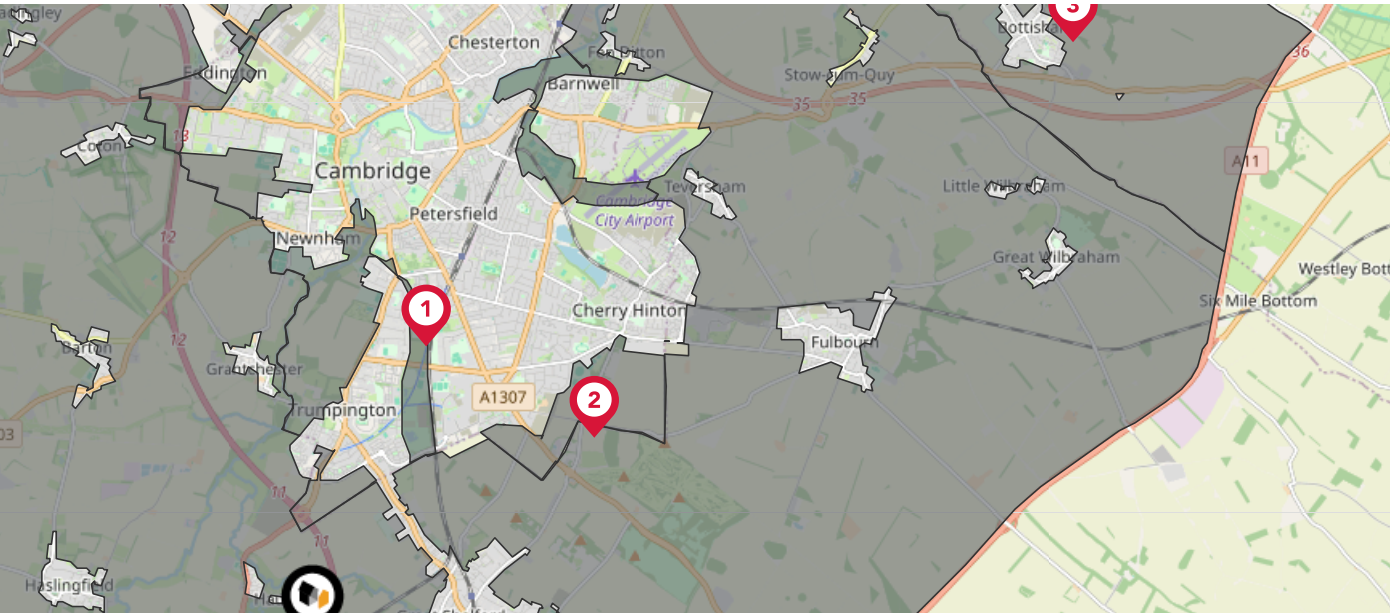 3
Bottisham
36
Chesterton
Fen Ditton
Eddington
Stow-cum-Quy
Barnwell
35
35
13
Coton
A11
Cambridge
Teversham
Little Wilbraham
Cambridge
City Airport
Petersfield
12
Newnham
Great Wilbraham
Westley Bott
Six Mile Bottom
1
Cherry Hinton
12
Barton
Fulbourn
Grantchester
A1307
2
Trumpington
03
11
11
Haslingfield